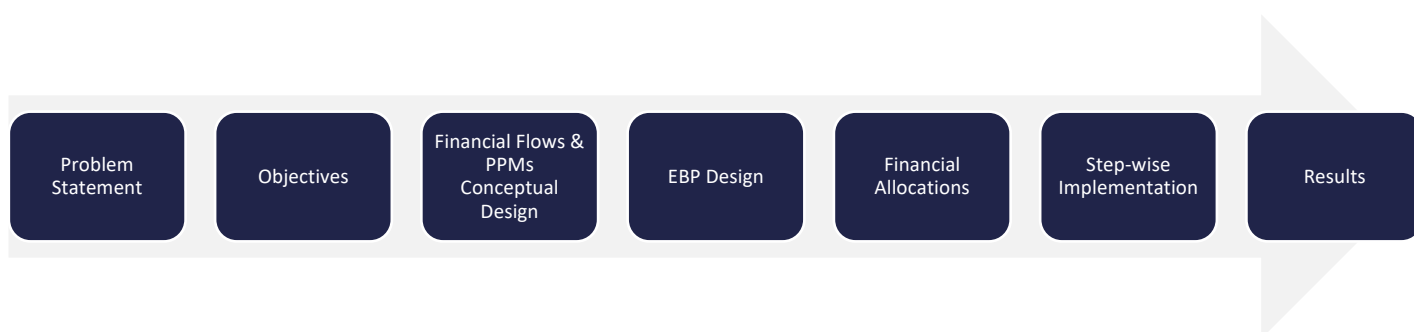 Problem
Statement
Objectives
Financial Flows &
PPMs
Conceptual
Design
EBP Design
Financial
Allocations
Step-wise
Implementation
Results